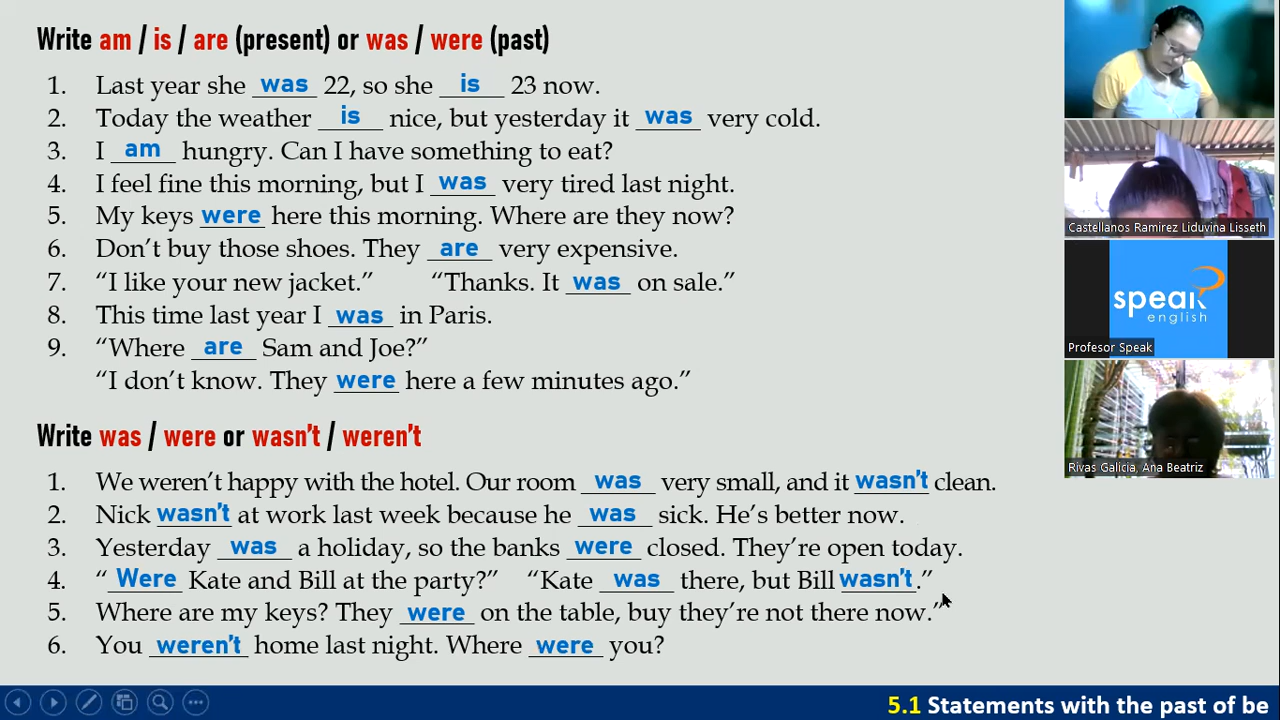 Write am / is / are (present) or was / were (past)
1. Last year she was 22, so she is 23 now.
2. Today the weather is nice, but yesterday it was very cold.
3. I am hungry. Can I have something to eat?
4. I feel fine this morning, but I was very tired last night.
5. My keys were here this morning. Where are they now?
6. Don't buy those shoes. They are very expensive.
7. “I like your new jacket.” “Thanks. It was on sale.”
8. This time last year I was in Paris.
9. “Where are Sam and Joe?”
“I don't know. They were here a few minutes ago.”
Write was / were or wasn't / weren't
1. We weren't happy with the hotel. Our room was very small, and it wasn't clean.
2. Nick wasn't at work last week because he was sick. He's better now.
3. Yesterday was a holiday, so the banks were closed. They're open today.
4. “Were Kate and Bill at the party?” “Kate was there, but Bill wasn't.”
5. Where are my keys? They were on the table, buy they're not there now.”
6. You weren't home last night. Where were you?
5.1 Statements with the past of be
Castellanos Ramirez Liduvina Lisseth
speak
english
Profesor Speak
Rivas Galicia, Ana Beatriz